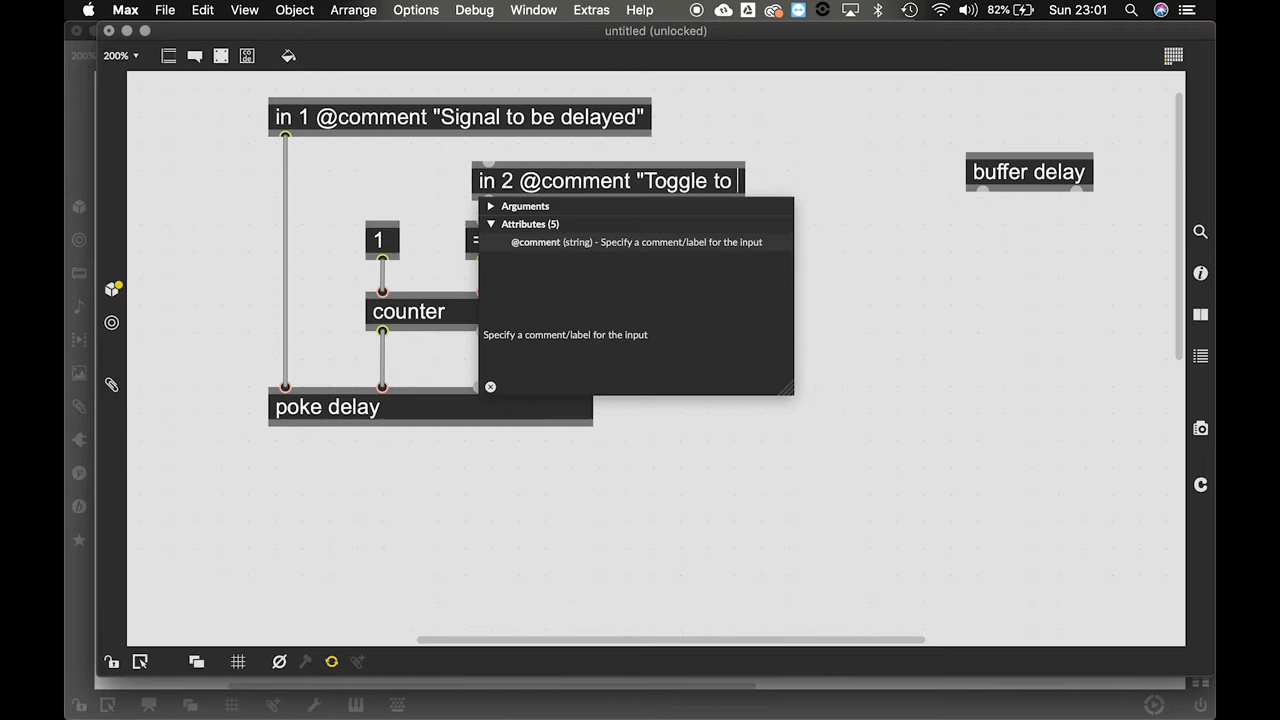 Max File Edit View Object Arrange Options Debug Window Extras Help 82% Sun 23:01
untitled (unlocked)
200%
in 1 @comment "Signal to be delayed"
in 2 @comment "Toggle to
buffer delay
Arguments
Attributes (5)
@comment (string) - Specify a comment/label for the input
1
=
counter
Specify a comment/label for the input
poke delay